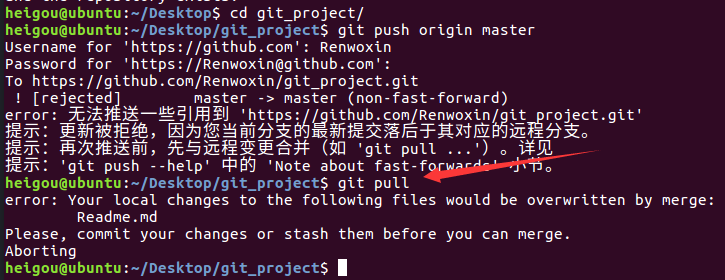 heigou@ubuntu:~/Desktop$ cd git_project/
heigou@ubuntu:~/Desktop/git_project$ git push origin master
Username for 'https://github.com': Renwoxin
Password for 'https://Renwoxin@github.com':
To https://github.com/Renwoxin/git_project.git
 ! [rejected]        master -> master (non-fast-forward)
error: 无法推送一些引用到 'https://github.com/Renwoxin/git_project.git'
提示：更新被拒绝，因为您当前分支的最新提交落后于其对应的远程分支。
提示：再次推送前，先与远程变更合并（如 'git pull ...'）。详见
提示：'git push --help' 中的 'Note about fast-forwards' 小节。
heigou@ubuntu:~/Desktop/git_project$ git pull
error: Your local changes to the following files would be overwritten by merge:
        Readme.md
Please, commit your changes or stash them before you can merge.
Aborting
heigou@ubuntu:~/Desktop/git_project$